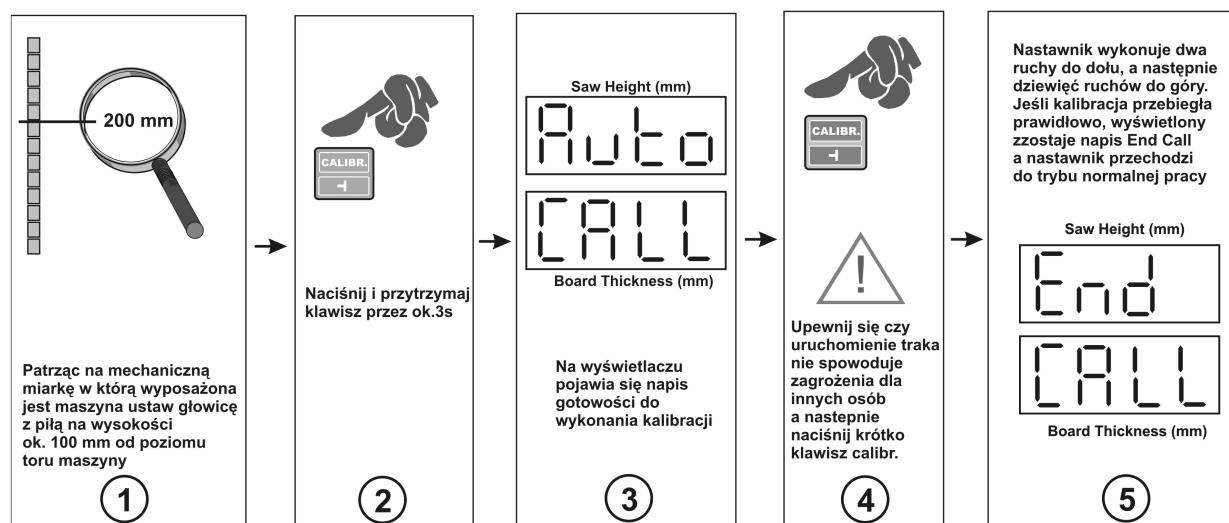 200 mm
Patrząc na mechaniczną
miarkę w którą wyposażona
jest maszyna ustaw głowicę
z piłą na wysokości
ok. 100 mm od poziomu
toru maszyny
1
CALIBR.
Naciśnij i przytrzymaj
klawisz przez ok.3s
2
Saw Height (mm)
Auto
CALL
Board Thickness (mm)
Na wyświetlaczu
pojawia się napis
gotowości do
wykonania kalibracji
3
CALIBR.
!
Upewnij się czy
uruchomienie traka
nie spowoduje
zagrożenia dla
innych osób
a nastepnie
naciśnij krótko
klawisz calibr.
4
Nastawnik wykonuje dwa
ruchy do dołu, a następnie
dziewięć ruchów do góry.
Jeśli kalibracja przebiegła
prawidłowo, wyświetlony
zzostaje napis End Call
a nastawnik przechodzi
do trybu normalnej pracy
Saw Height (mm)
End
CALL
Board Thickness (mm)
5